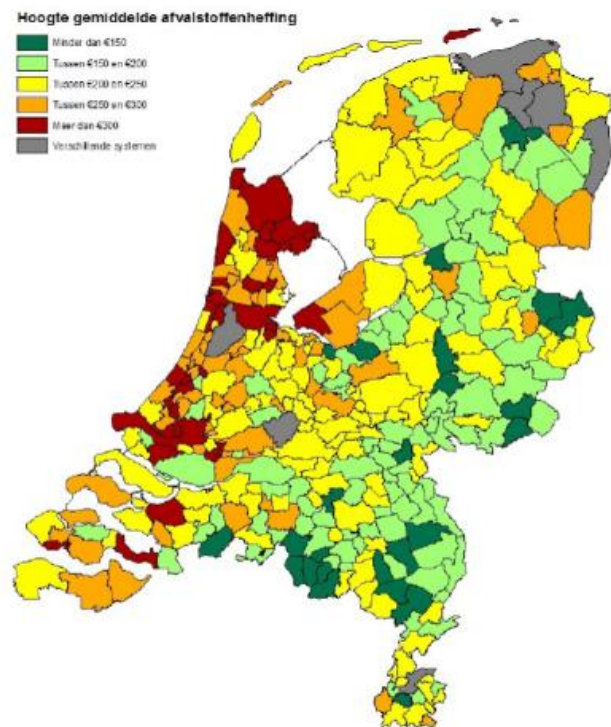 Hoogte gemiddelde afvalstoffenheffing
Minder dan €150
Tussen €150 en €200
Tussen €200 en €250
Tussen €250 en €300
Meer dan €300
Verschillende systemen